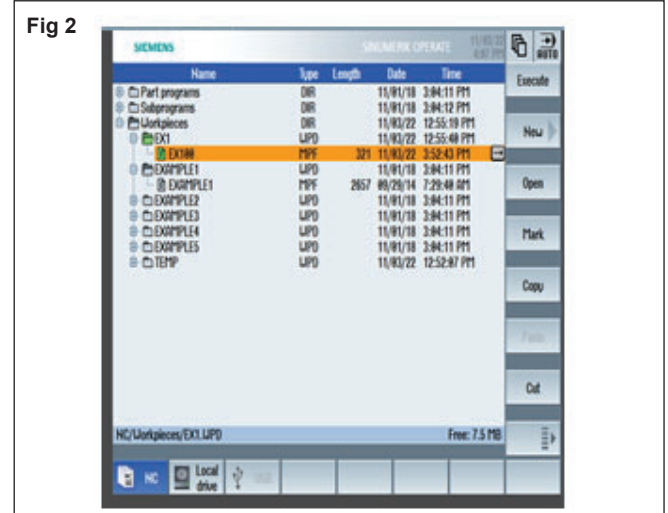 Fig 2
SIEMENS SINUMERIK OPERATE 11/03/22
4:07 PM
AUTO
Name Type Length Date Time
Execute
Part programs DIR 11/01/18 3:04:11 PM
Subprograms DIR 11/01/18 3:04:12 PM
Workpieces DIR 11/03/22 12:55:19 PM
New
EX1 WPD 11/03/22 12:55:40 PM
EX100 MPF 321 11/03/22 3:52:43 PM
EXAMPLE1 WPD 11/01/18 3:04:11 PM
EXAMPLE1 MPF 2657 09/29/14 7:29:40 AM
Open
EXAMPLE2 WPD 11/01/18 3:04:11 PM
EXAMPLE3 WPD 11/01/18 3:04:11 PM
EXAMPLE4 WPD 11/01/18 3:04:11 PM
Mark
EXAMPLE5 WPD 11/01/18 3:04:11 PM
TEMP WPD 11/03/22 12:52:07 PM
Copy
Paste
Cut
NC/Workpieces/EX1.WPD Free: 7.5 MB
NC Local drive USB